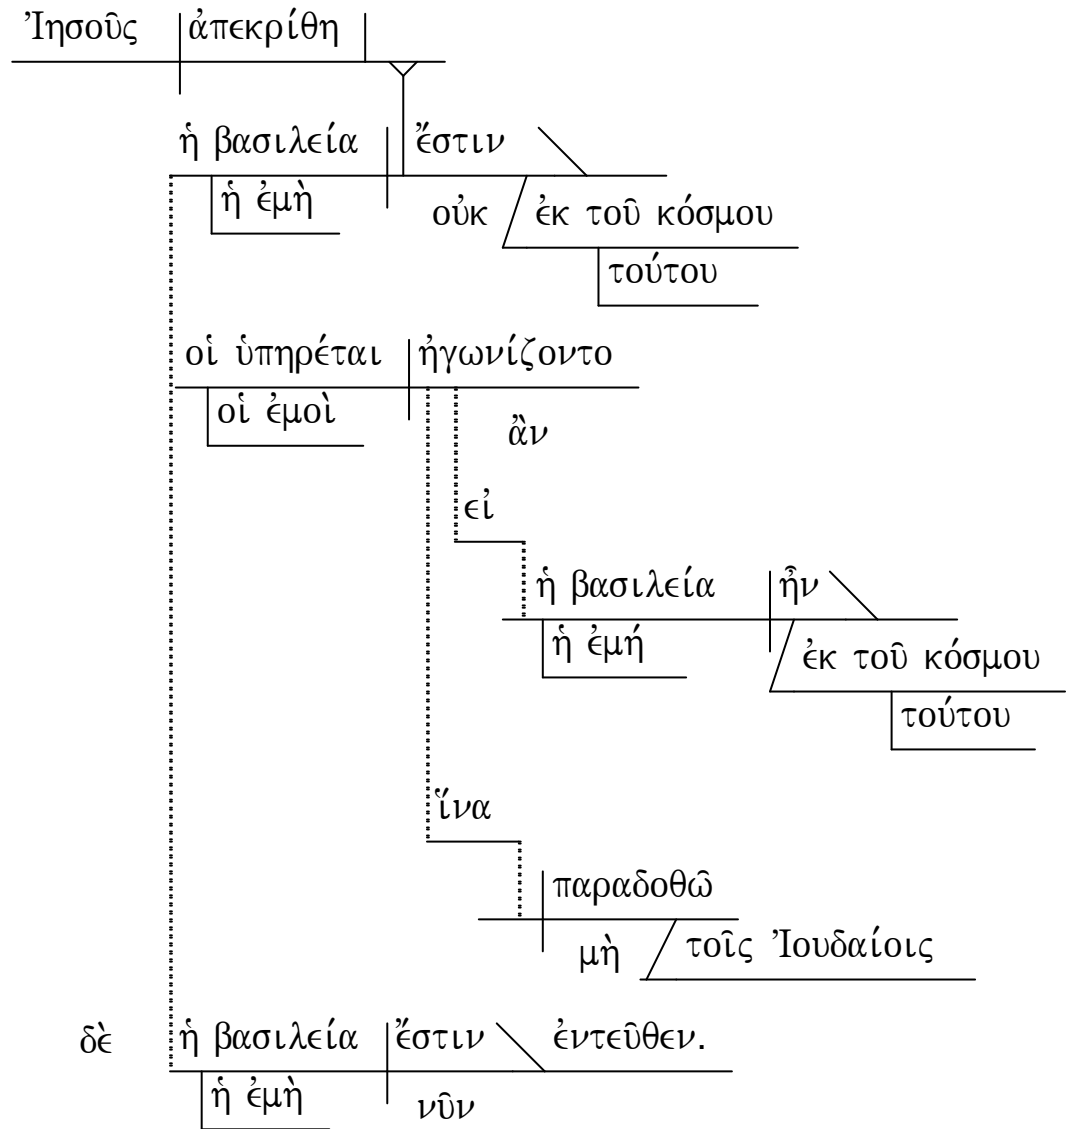 Ἰησοῦς ἀπεκρίθη
ἡ βασιλεία ἔστιν
ἡ ἐμὴ οὐκ ἐκ τοῦ κόσμου
τούτου
οἱ ὑπηρέται ἠγωνίζοντο
οἱ ἐμοὶ ἂν
εἰ
ἡ βασιλεία ἦν
ἡ ἐμή ἐκ τοῦ κόσμου
τούτου
ἵνα
παραδοθῶ
μὴ τοῖς Ἰουδαίοις
δὲ ἡ βασιλεία ἔστιν ἐντεῦθεν.
ἡ ἐμὴ νῦν